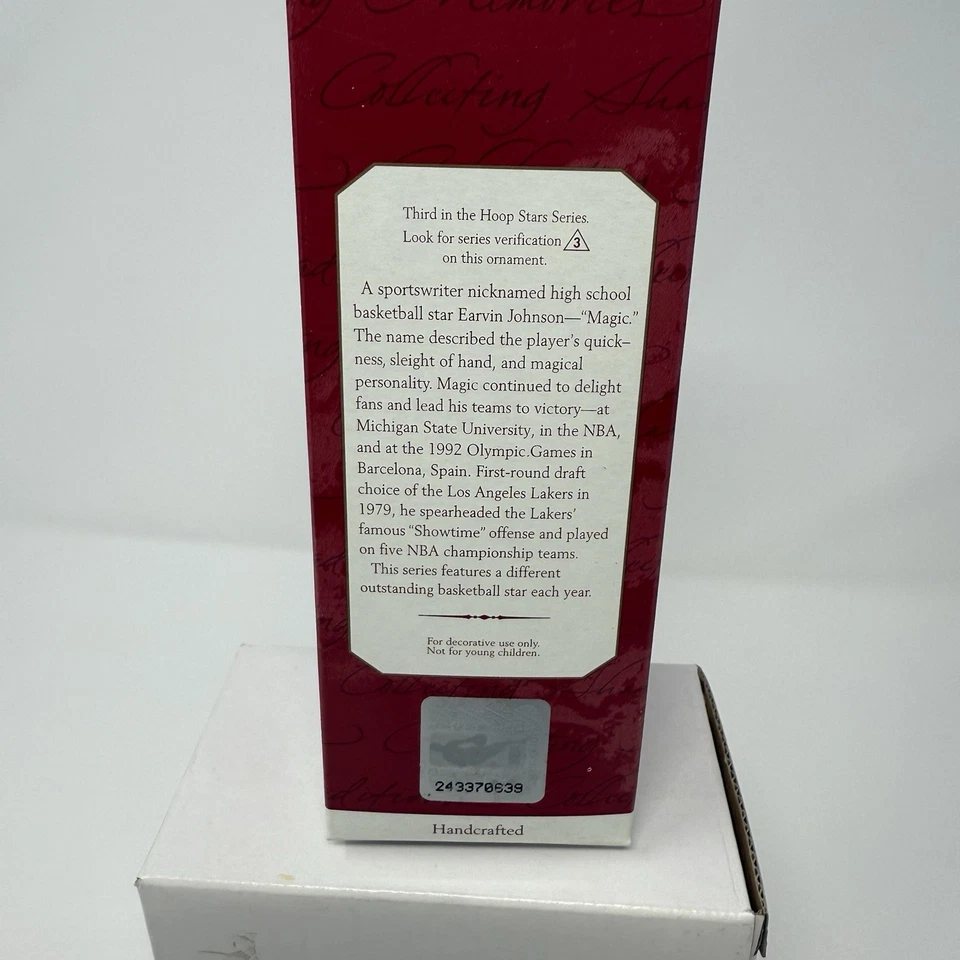 Memories
Collecting Sha
Third in the Hoop Stars Series.
Look for series verification 3
on this ornament.
A sportswriter nicknamed high school
basketball star Earvin Johnson—“Magic.”
The name described the player’s quick–
ness, sleight of hand, and magical
personality. Magic continued to delight
fans and lead his teams to victory—at
Michigan State University, in the NBA,
and at the 1992 Olympic.Games in
Barcelona, Spain. First-round draft
choice of the Los Angeles Lakers in
1979, he spearheaded the Lakers’
famous “Showtime” offense and played
on five NBA championship teams.
This series features a different
outstanding basketball star each year.
For decorative use only.
Not for young children.
243370639
Handcrafted